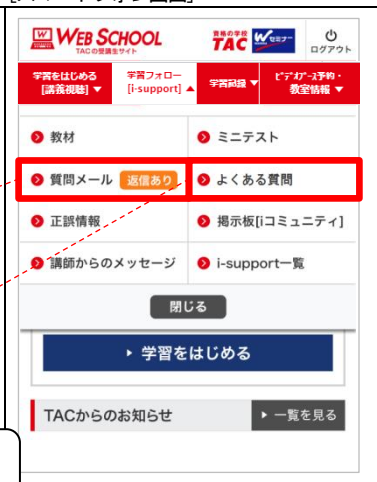 WEB SCHOOL
TACの受講生サイト
資格の学校
TAC Wセミナー
ログアウト
学習をはじめる
[講義視聴] ▼
学習フォロー
[i-support] ▲
学習記録 ▼
ビデオブース予約・
教室情報 ▼
教材
ミニテスト
質問メール 返信あり
よくある質問
正誤情報
掲示板[iコミュニティ]
講師からのメッセージ
i-support一覧
閉じる
学習をはじめる
TACからのお知らせ
一覧を見る